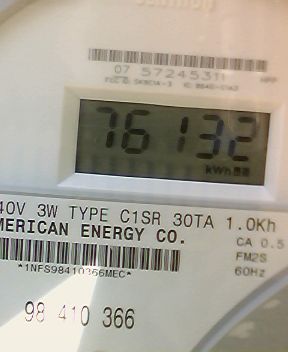 07 57245311
76132
kWh
40V 3W TYPE C1SR 30TA 1.0Kh
MERICAN ENERGY CO.
CA 0.5
FM2S
60Hz
*1NFS98410366MEC*
98 410 366